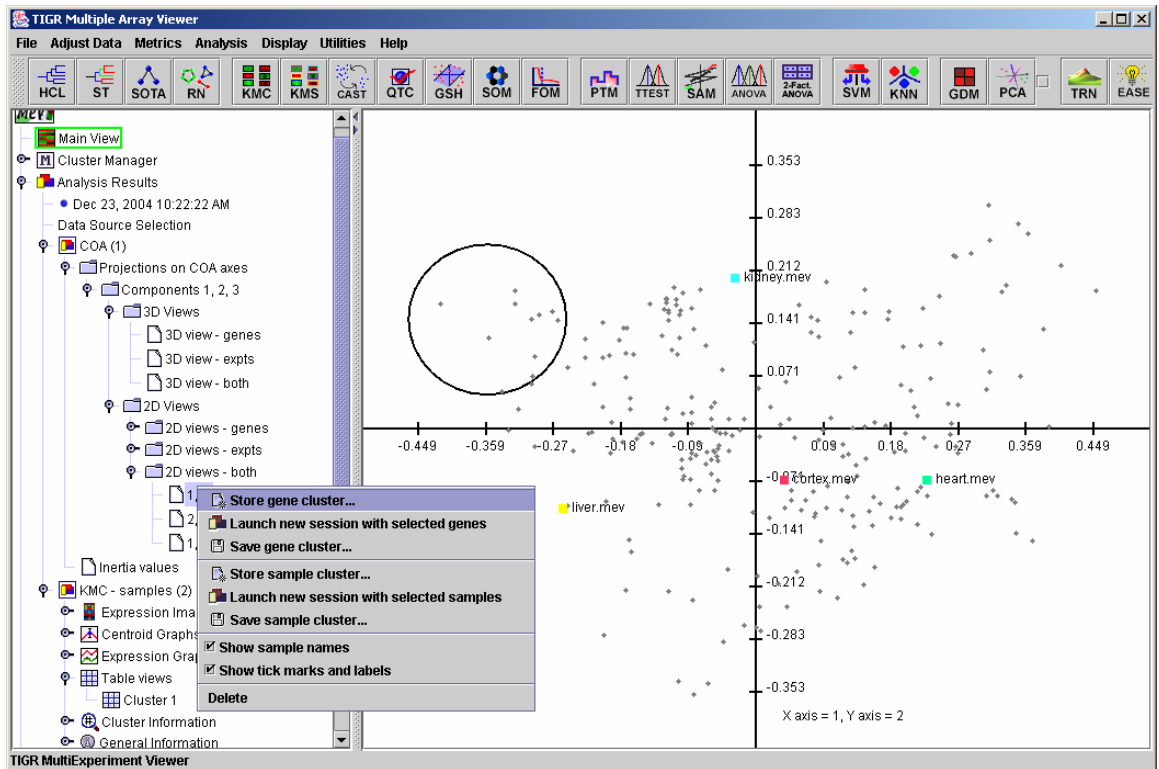 TIGR Multiple Array Viewer
File Adjust Data Metrics Analysis Display Utilities Help
HCL ST SOTA RN KMC KMS CAST QTC GSH SOM FOM PTM TTEST SAM ANOVA 2-Fact. ANOVA SVM KNN GDM PCA TRN EASE
MeV
Main View
M Cluster Manager
Analysis Results
Dec 23, 2004 10:22:22 AM
Data Source Selection
COA (1)
Projections on COA axes
Components 1, 2, 3
3D Views
3D view - genes
3D view - expts
3D view - both
2D Views
2D views - genes
2D views - expts
2D views - both
1,
2,
1,
Inertia values
KMC - samples (2)
Expression Ima
Centroid Graphs
Expression Gra
Table views
Cluster 1
Cluster Information
General Information
Store gene cluster...
Launch new session with selected genes
Save gene cluster...
Store sample cluster...
Launch new session with selected samples
Save sample cluster...
Show sample names
Show tick marks and labels
Delete
0.353
0.283
0.212
kidney.mev
0.141
0.071
-0.449 -0.359 -0.27 -0.18 -0.09 0.09 0.18 0.27 0.359 0.449
-0.071
cortex.mev
heart.mev
liver.mev
-0.141
-0.212
-0.283
-0.353
X axis = 1, Y axis = 2
TIGR MultiExperiment Viewer